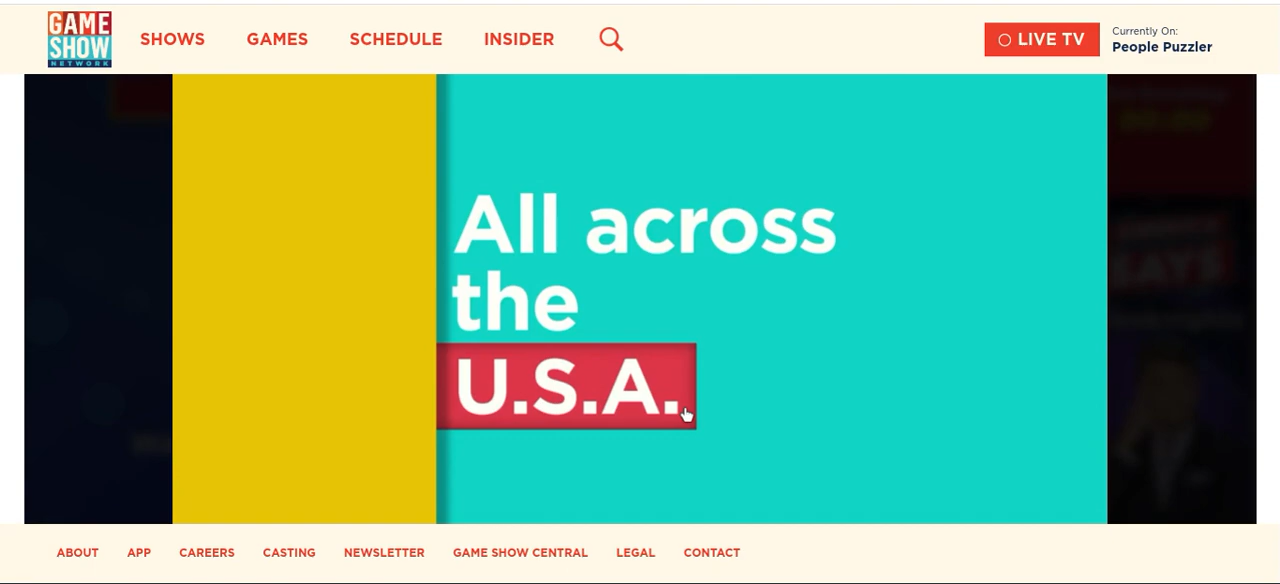 GAME
SHOW
NETWORK
SHOWS GAMES SCHEDULE INSIDER
LIVE TV
Currently On:
People Puzzler
All across
the
U.S.A.
ABOUT APP CAREERS CASTING NEWSLETTER GAME SHOW CENTRAL LEGAL CONTACT